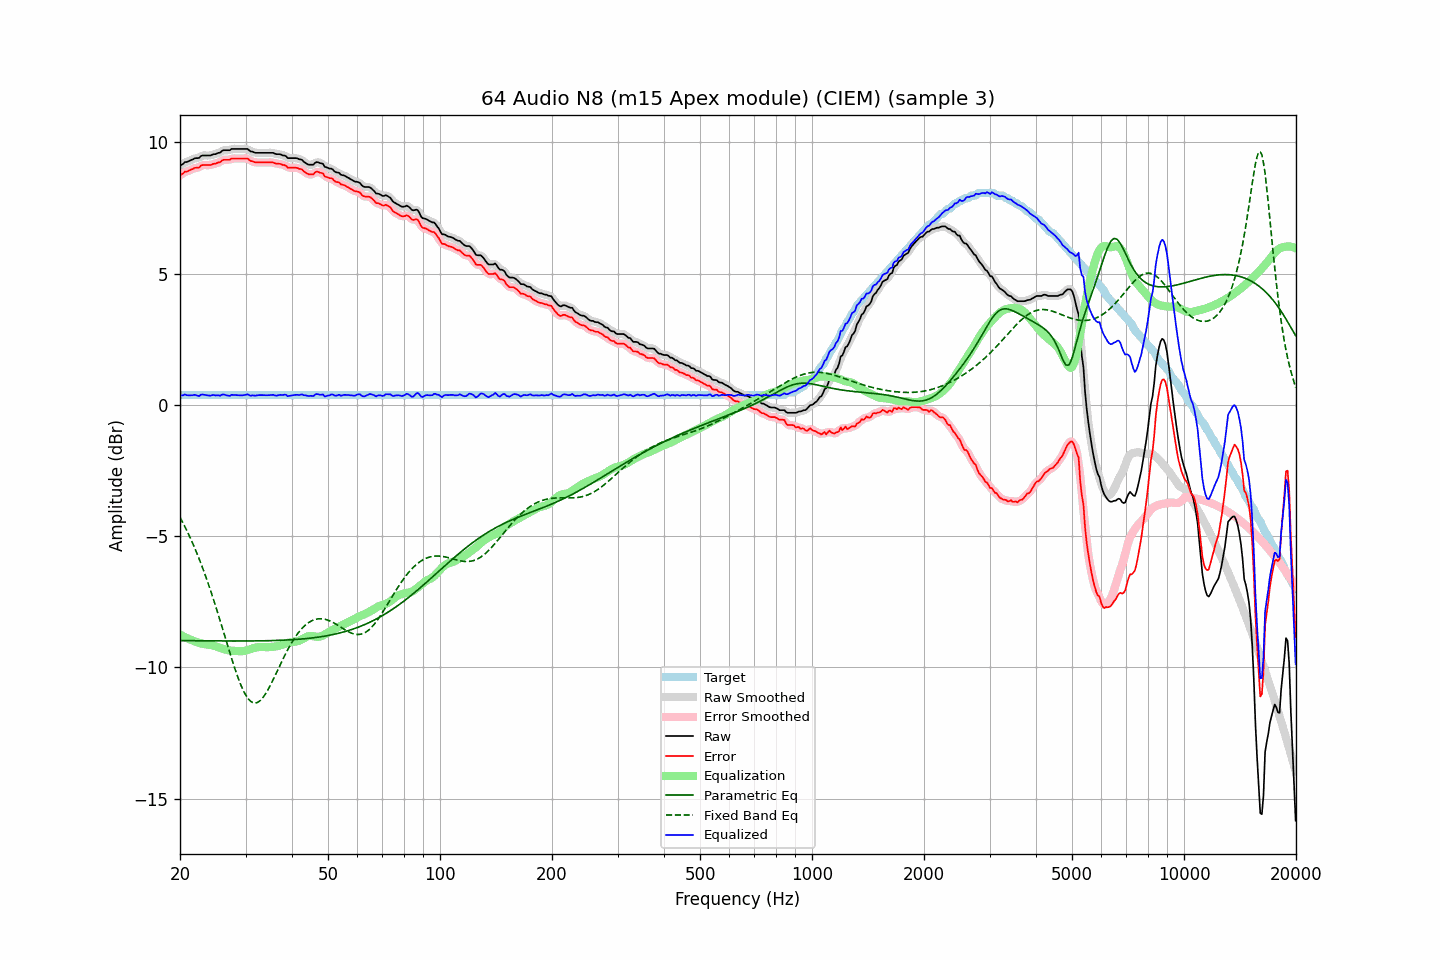 64 Audio N8 (m15 Apex module) (CIEM) (sample 3)
10
5
0
−5
−10
−15
Amplitude (dBr)
Target
Raw Smoothed
Error Smoothed
Raw
Error
Equalization
Parametric Eq
Fixed Band Eq
Equalized
20 50 100 200 500 1000 2000 5000 10000 20000
Frequency (Hz)